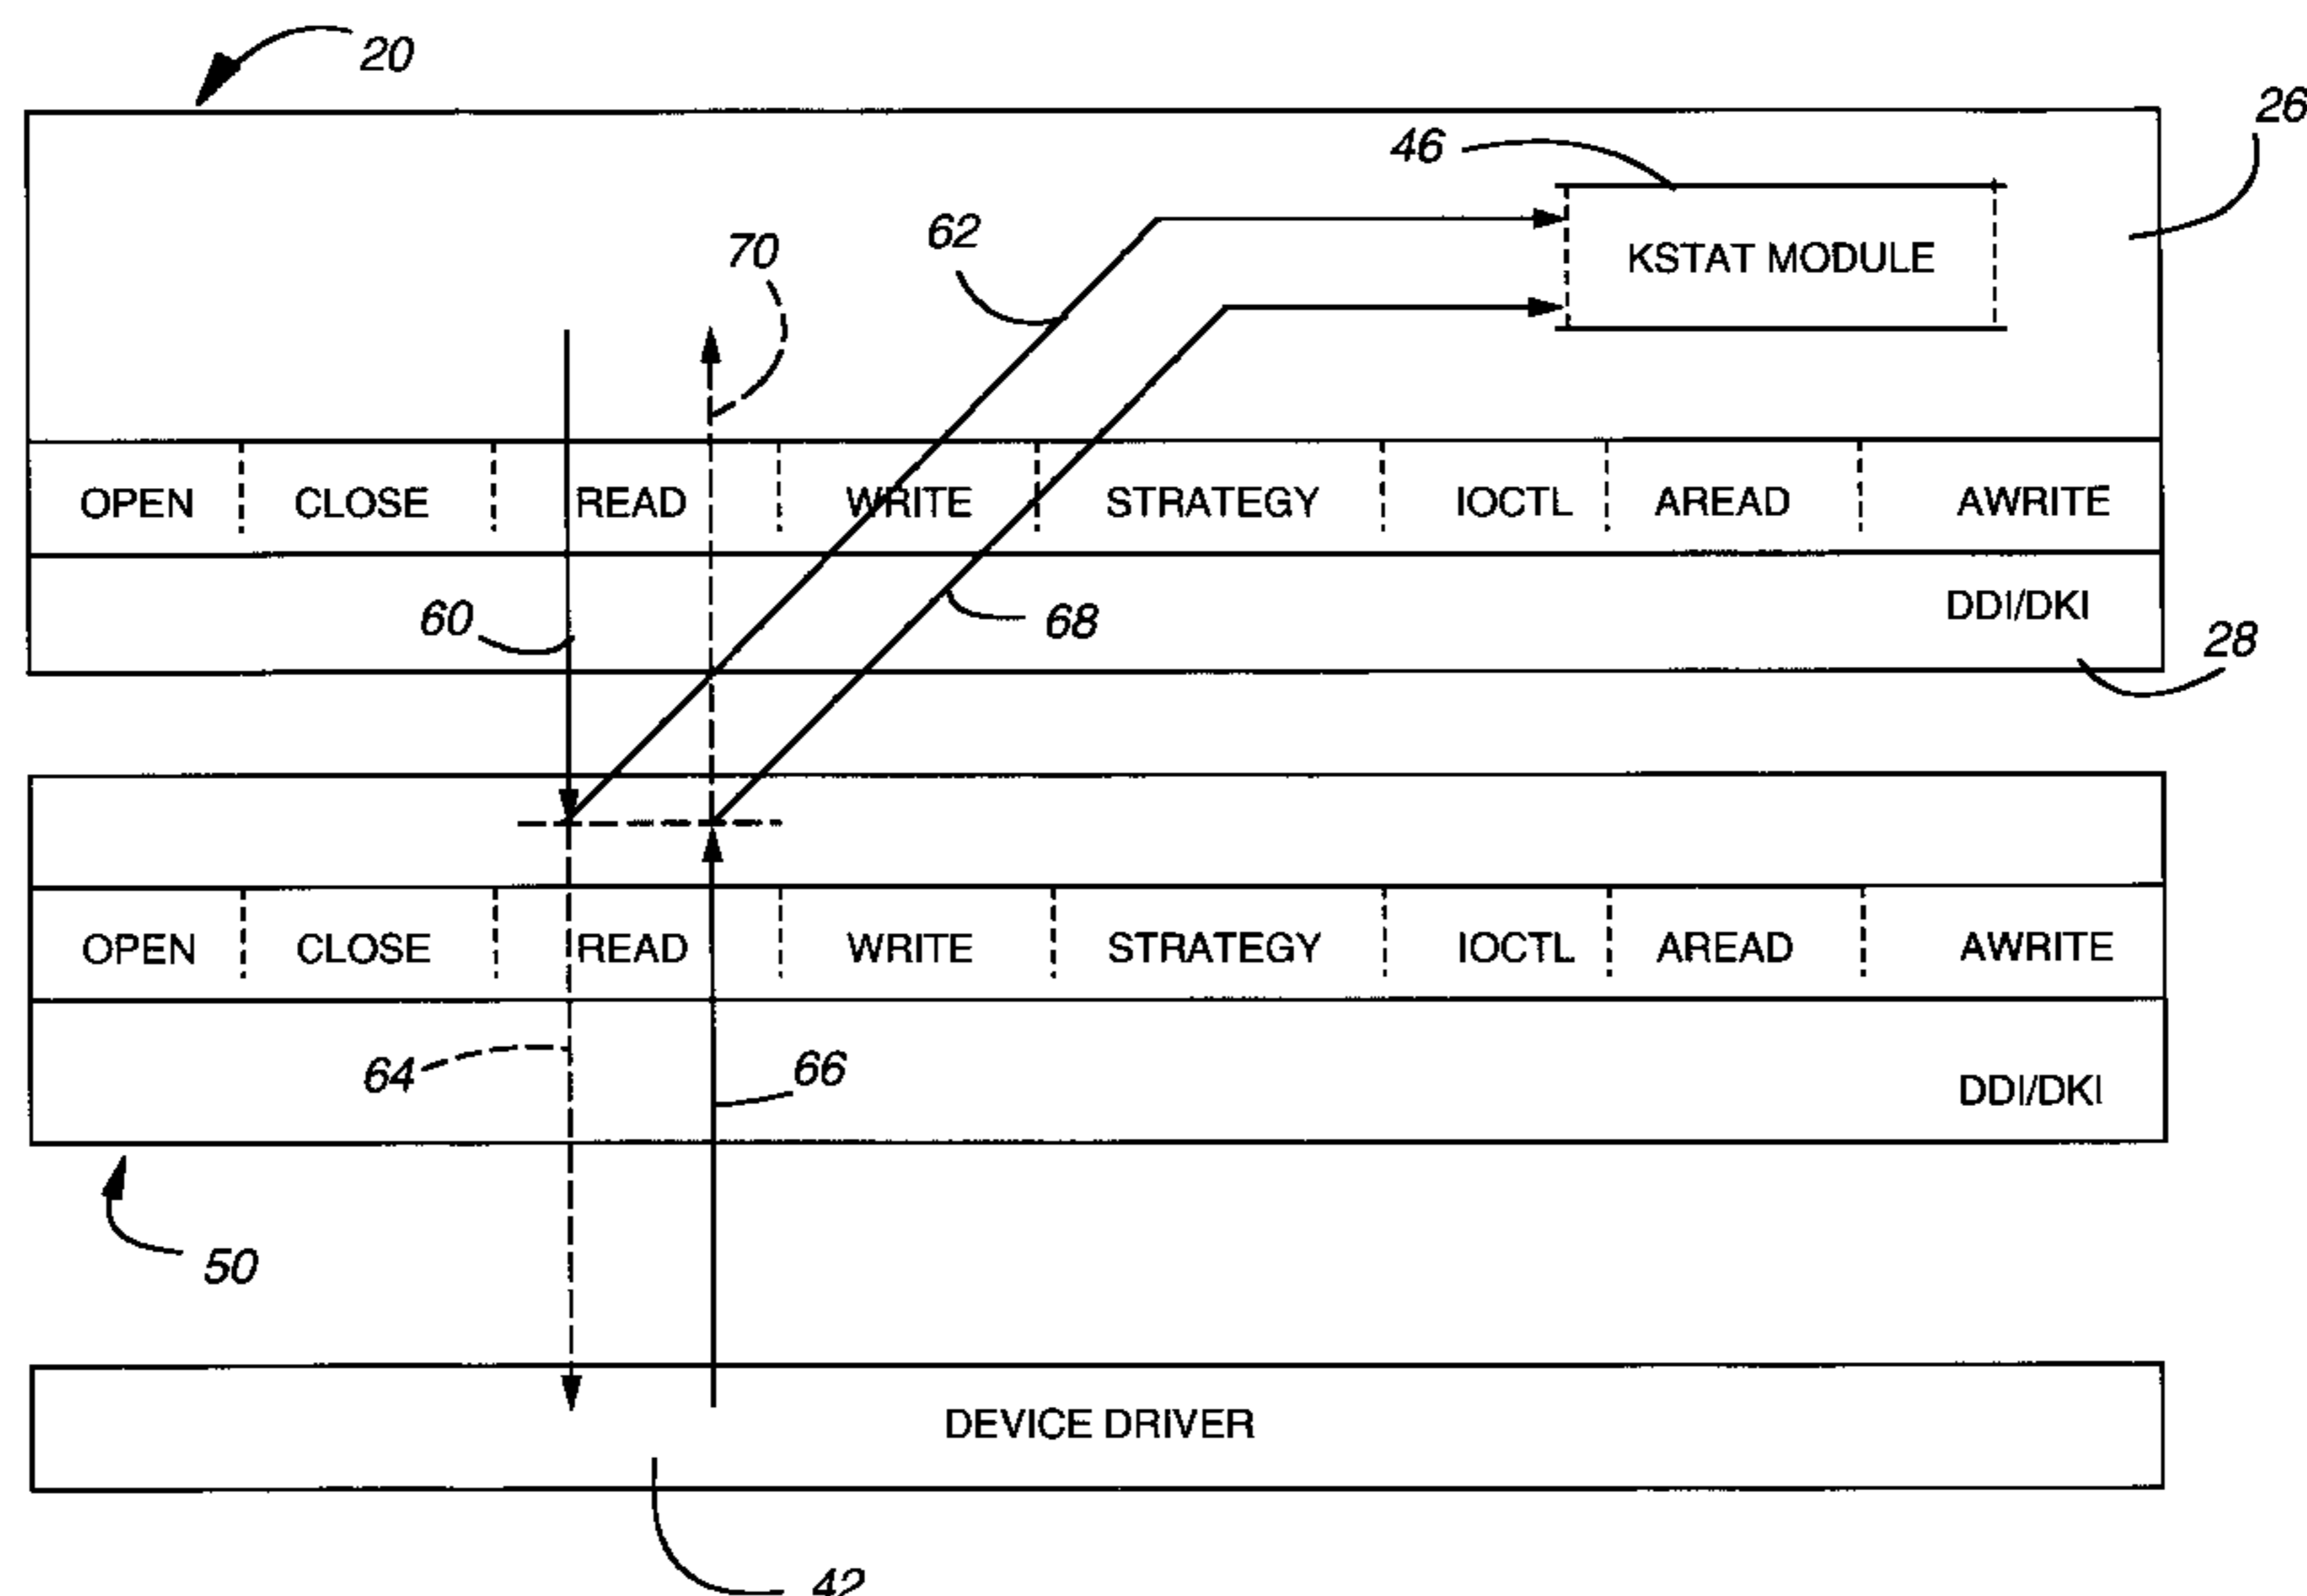 20
26
46
62
70
KSTAT MODULE
OPEN CLOSE READ WRITE STRATEGY IOCTL AREAD AWRITE
60
68
DDI/DKI
28
OPEN CLOSE READ WRITE STRATEGY IOCTL AREAD AWRITE
64
66
DDI/DKI
50
DEVICE DRIVER
42